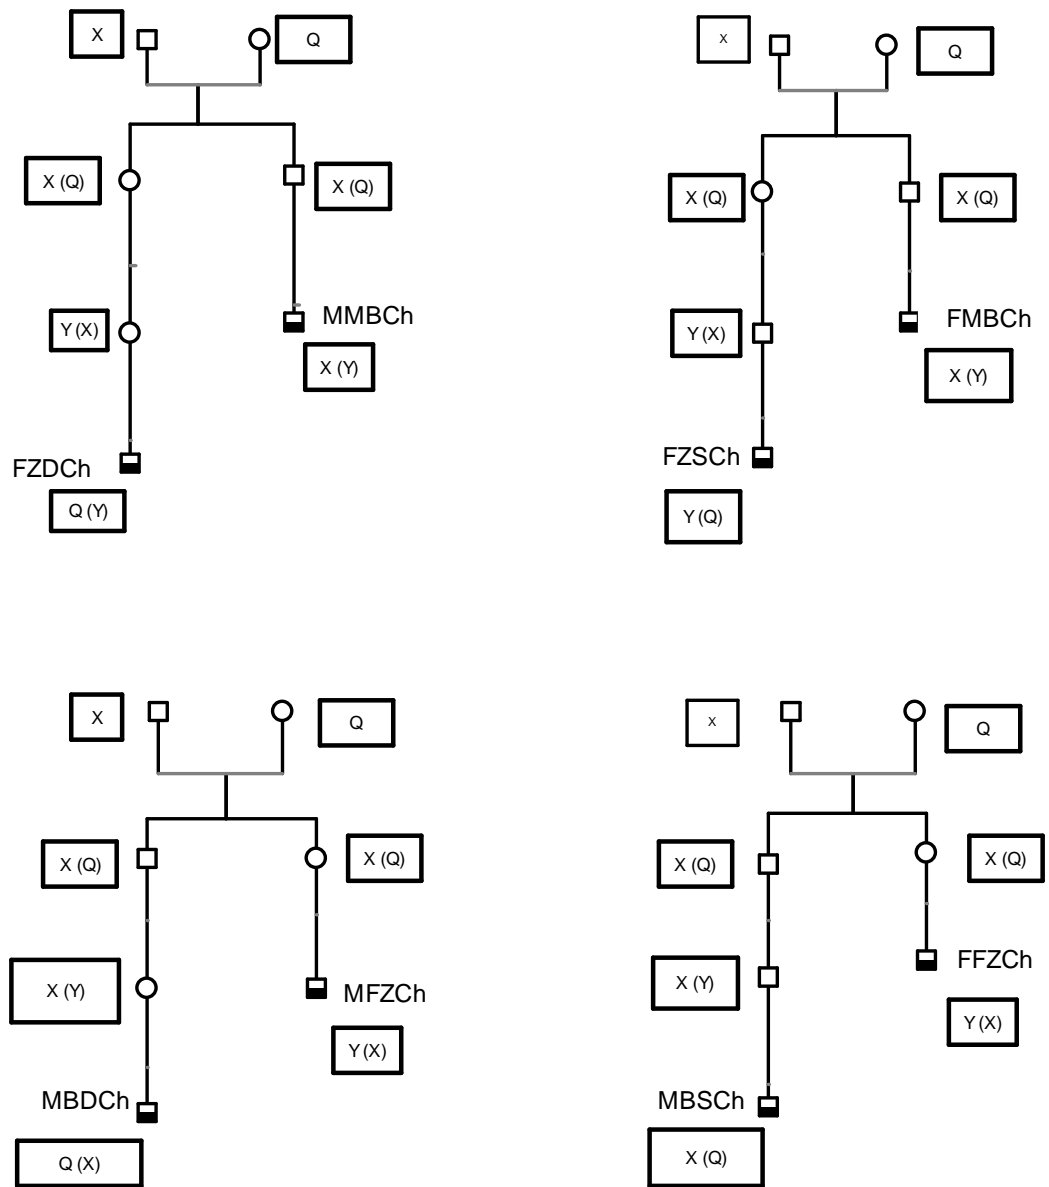 X
Q
X (Q)
X (Q)
Y (X)
MMBCh
X (Y)
FZDCh
Q (Y)
X
Q
X (Q)
X (Q)
Y (X)
FMBCh
X (Y)
FZSCh
Y (Q)
X
Q
X (Q)
X (Q)
X (Y)
MFZCh
Y (X)
MBDCh
Q (X)
X
Q
X (Q)
X (Q)
X (Y)
FFZCh
Y (X)
MBSCh
X (Q)